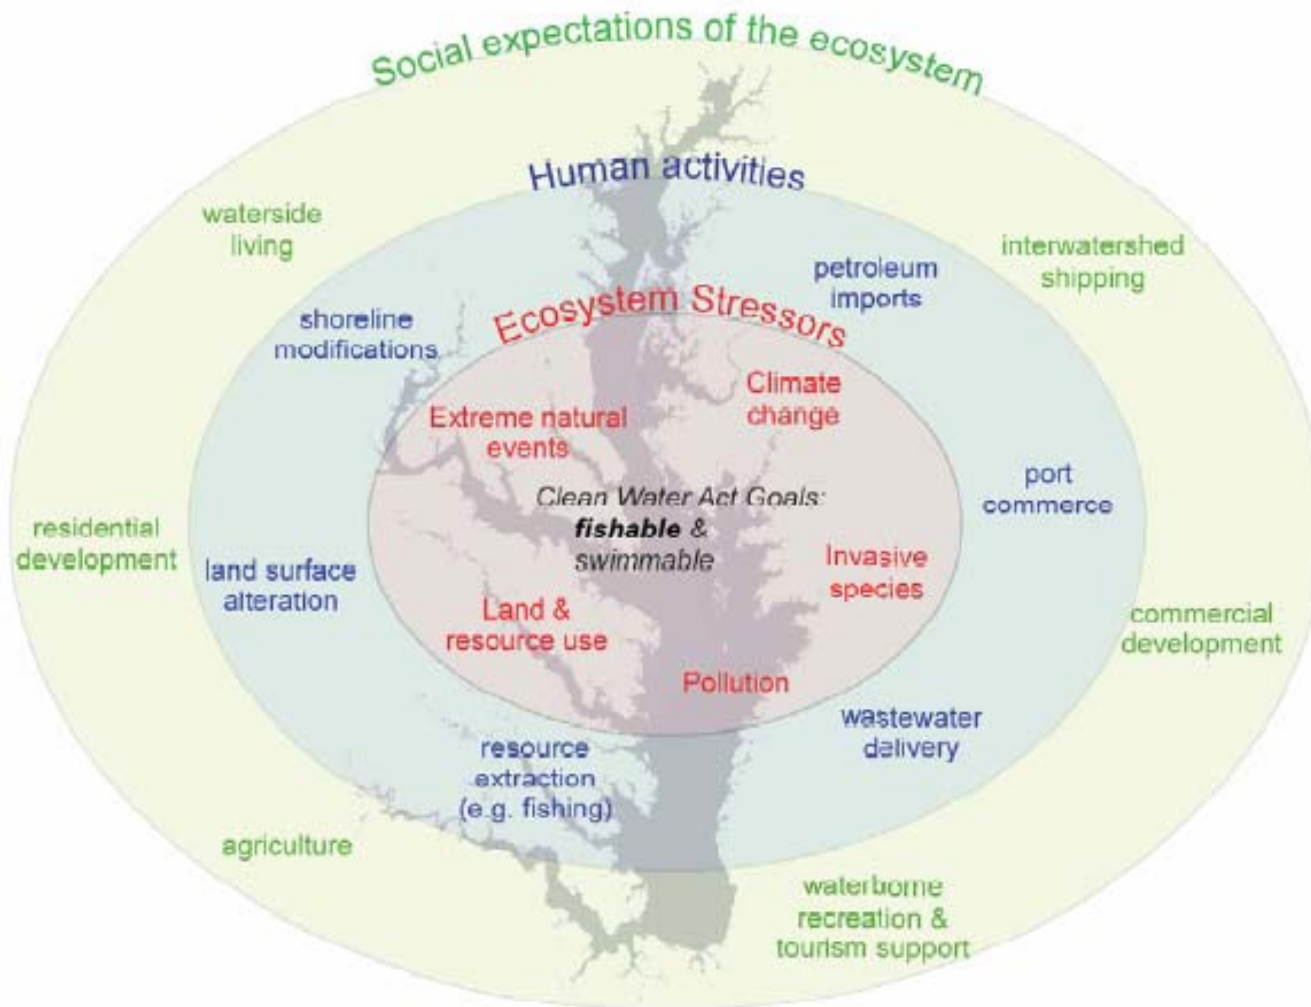 Social expectations of the ecosystem
Human activities
waterside
living
interwatershed
shipping
petroleum
imports
shoreline
modifications
Ecosystem Stressors
Climate
change
Extreme natural
events
port
commerce
Clean Water Act Goals:
fishable &
swimmable
residential
development
land surface
alteration
Invasive
species
Land &
resource use
commercial
development
Pollution
wastewater
delivery
resource
extraction
(e.g. fishing)
agriculture
waterborne
recreation &
tourism support